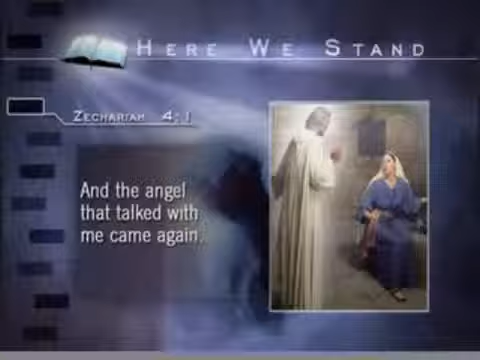 HERE WE STAND
ZECHARIAH 4:1
And the angel
that talked with
me came again.